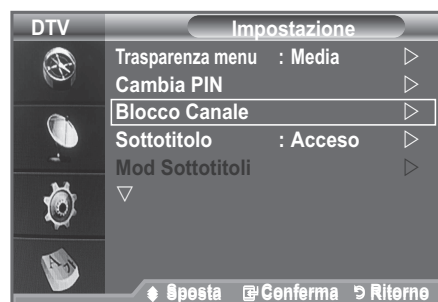 DTV
Impostazione
Trasparenza menu : Media
Cambia PIN
Blocco Canale
Sottotitolo : Acceso
Mod Sottotitoli
Sposta Conferma Ritorno